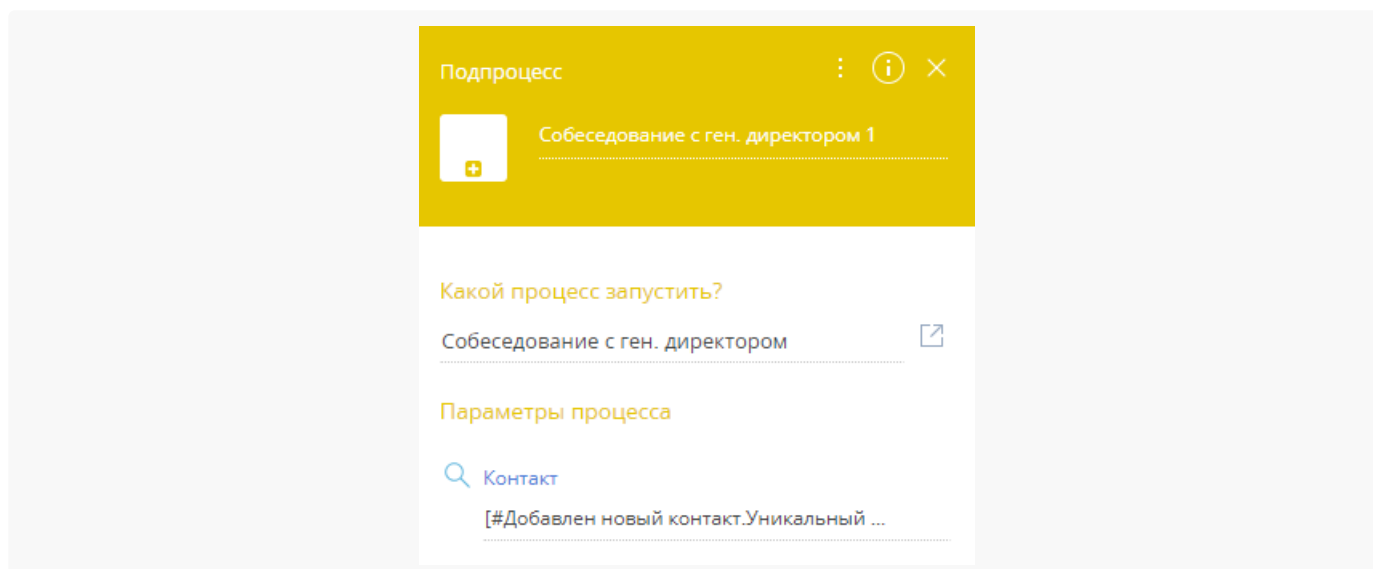 Подпроцесс
Собеседование с ген. директором 1
Какой процесс запустить?
Собеседование с ген. директором
Параметры процесса
Контакт
[#Добавлен новый контакт.Уникальный ...